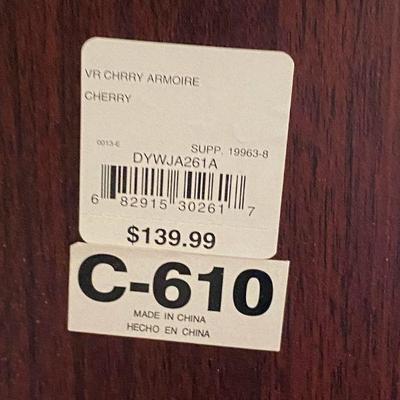 VR CHRRY ARMOIRE
CHERRY
0013-E SUPP. 19963-8
DYWJA261A
6 82915 30261 7
$139.99
C-610
MADE IN CHINA
HECHO EN CHINA